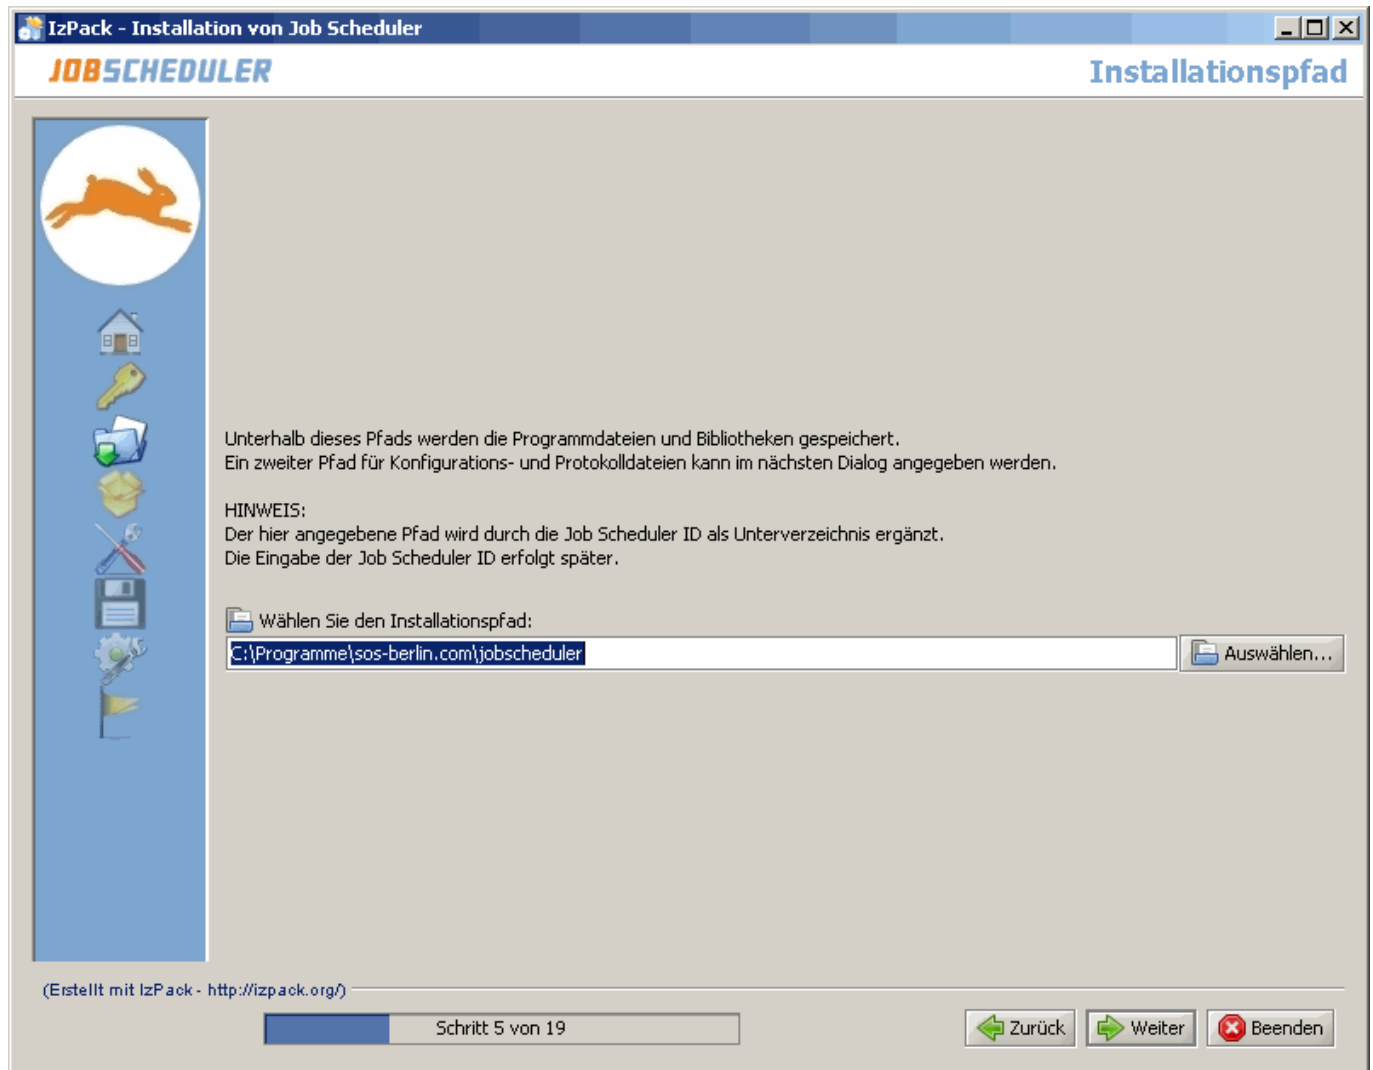 IzPack - Installation von Job Scheduler
JOBSCHEDULER
Installationspfad
Unterhalb dieses Pfads werden die Programmdateien und Bibliotheken gespeichert.
Ein zweiter Pfad für Konfigurations- und Protokolldateien kann im nächsten Dialog angegeben werden.
HINWEIS:
Der hier angegebene Pfad wird durch die Job Scheduler ID als Unterverzeichnis ergänzt.
Die Eingabe der Job Scheduler ID erfolgt später.
Wählen Sie den Installationspfad:
C:\Programme\sos-berlin.com\jobscheduler
Auswählen...
(Erstellt mit IzPack - http://izpack.org/)
Schritt 5 von 19
Zurück
Weiter
Beenden